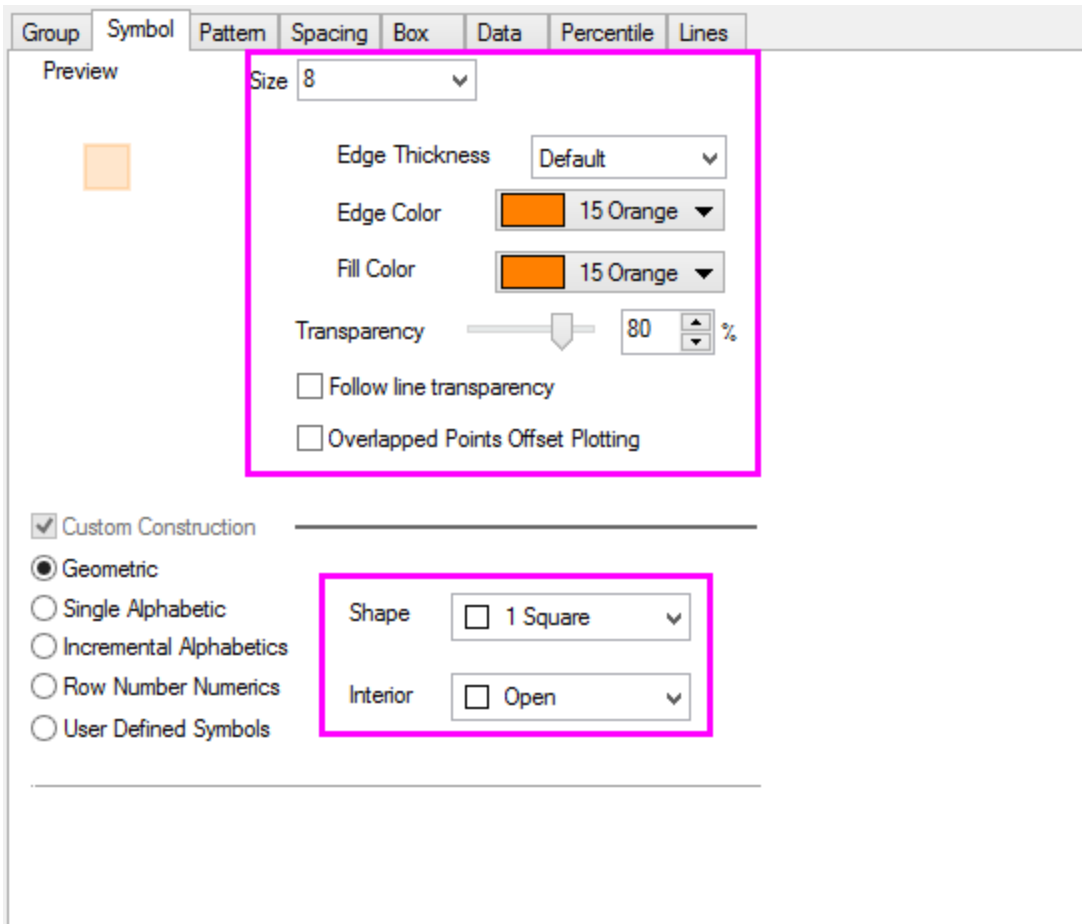 Group Symbol Pattern Spacing Box Data Percentile Lines
Preview
Size 8
Edge Thickness Default
Edge Color 15 Orange
Fill Color 15 Orange
Transparency 80 %
Follow line transparency
Overlapped Points Offset Plotting
Custom Construction
Geometric
Single Alphabetic
Incremental Alphabetics
Row Number Numerics
User Defined Symbols
Shape 1 Square
Interior Open